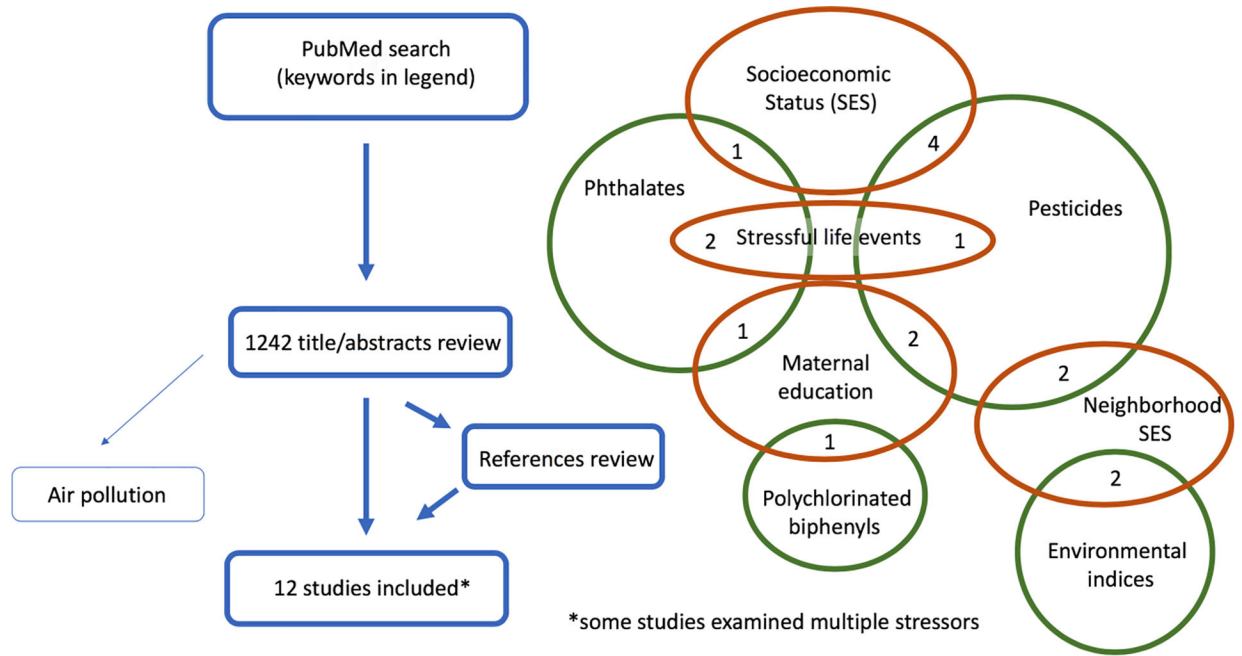 PubMed search
(keywords in legend)
1242 title/abstracts review
References review
Air pollution
12 studies included*
Socioeconomic
Status (SES)
1
4
Phthalates
Pesticides
2
Stressful life events
1
1
2
Maternal
education
2
Neighborhood
SES
1
Polychlorinated
biphenyls
2
Environmental
indices
*some studies examined multiple stressors